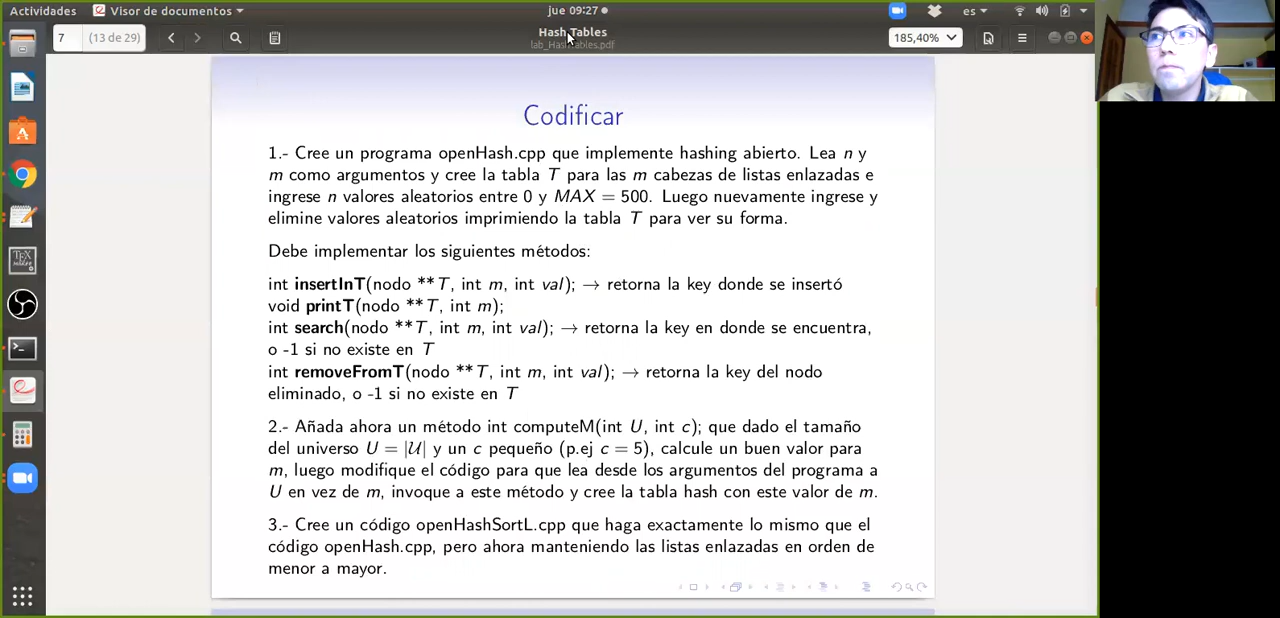 Actividades Visor de documentos jue 09:27 es
7 (13 de 29) Hash Tables 185,40%
lab_HashTables.pdf
Codificar
1.- Cree un programa openHash.cpp que implemente hashing abierto. Lea n y
m como argumentos y cree la tabla T para las m cabezas de listas enlazadas e
ingrese n valores aleatorios entre 0 y MAX = 500. Luego nuevamente ingrese y
elimine valores aleatorios imprimiendo la tabla T para ver su forma.
Debe implementar los siguientes métodos:
int insertInT(nodo **T, int m, int val); → retorna la key donde se insertó
void printT(nodo **T, int m);
int search(nodo **T, int m, int val); → retorna la key en donde se encuentra,
o -1 si no existe en T
int removeFromT(nodo **T, int m, int val); → retorna la key del nodo
eliminado, o -1 si no existe en T
2.- Añada ahora un método int computeM(int U, int c); que dado el tamaño
del universo U = |𝒰| y un c pequeño (p.ej c = 5), calcule un buen valor para
m, luego modifique el código para que lea desde los argumentos del programa a
U en vez de m, invoque a este método y cree la tabla hash con este valor de m.
3.- Cree un código openHashSortL.cpp que haga exactamente lo mismo que el
código openHash.cpp, pero ahora manteniendo las listas enlazadas en orden de
menor a mayor.